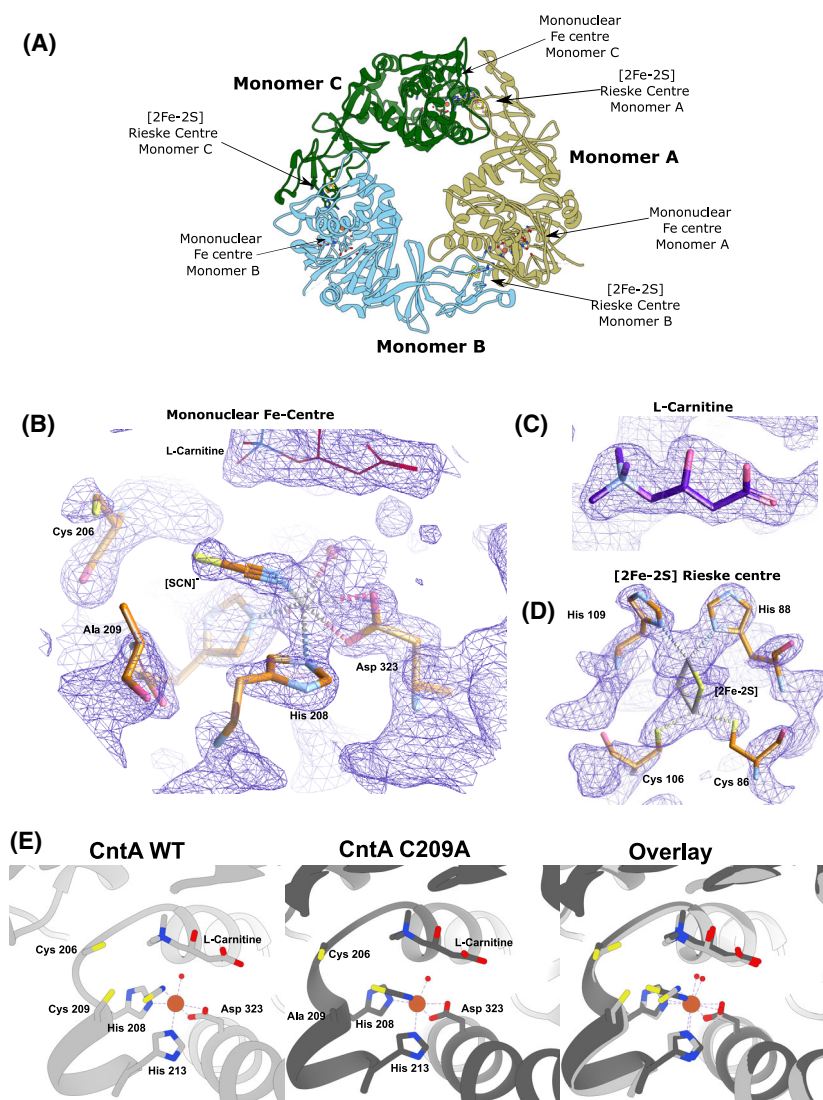 (A)
Mononuclear
Fe centre
Monomer C
Monomer C
[2Fe-2S]
Rieske Centre
Monomer A
[2Fe-2S]
Rieske Centre
Monomer C
Monomer A
Mononuclear
Fe centre
Monomer A
Mononuclear
Fe centre
Monomer B
[2Fe-2S]
Rieske Centre
Monomer B
Monomer B
(B)
Mononuclear Fe-Centre
L-Carnitine
Cys 206
[SCN]-
Ala 209
Asp 323
His 208
(C)
L-Carnitine
(D)
[2Fe-2S] Rieske centre
His 109
His 88
[2Fe-2S]
Cys 106
Cys 86
(E)
CntA WT
Cys 206
L-Carnitine
Cys 209
His 208
Asp 323
His 213
CntA C209A
Cys 206
L-Carnitine
Ala 209
His 208
Asp 323
His 213
Overlay